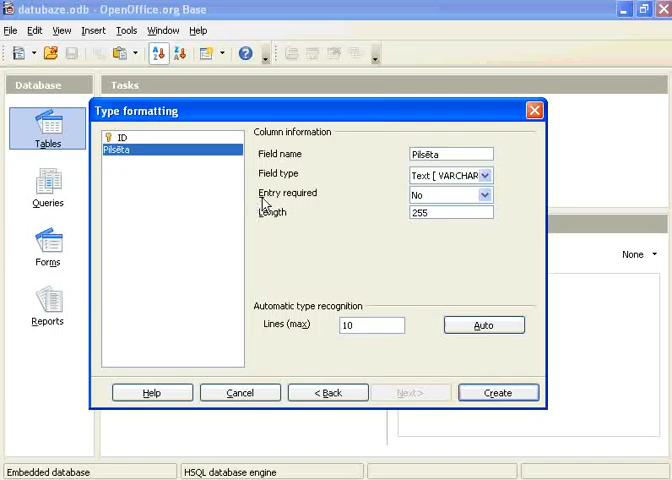 datubaze.odb - OpenOffice.org Base
File Edit View Insert Tools Window Help
Database
Tasks
Tables
Queries
Forms
Reports
None
Type formatting
ID
Pilsēta
Column information
Field name
Pilsēta
Field type
Text [ VARCHAR
Entry required
No
Length
255
Automatic type recognition
Lines (max)
10
Auto
Help
Cancel
< Back
Next>
Create
Embedded database
HSQL database engine